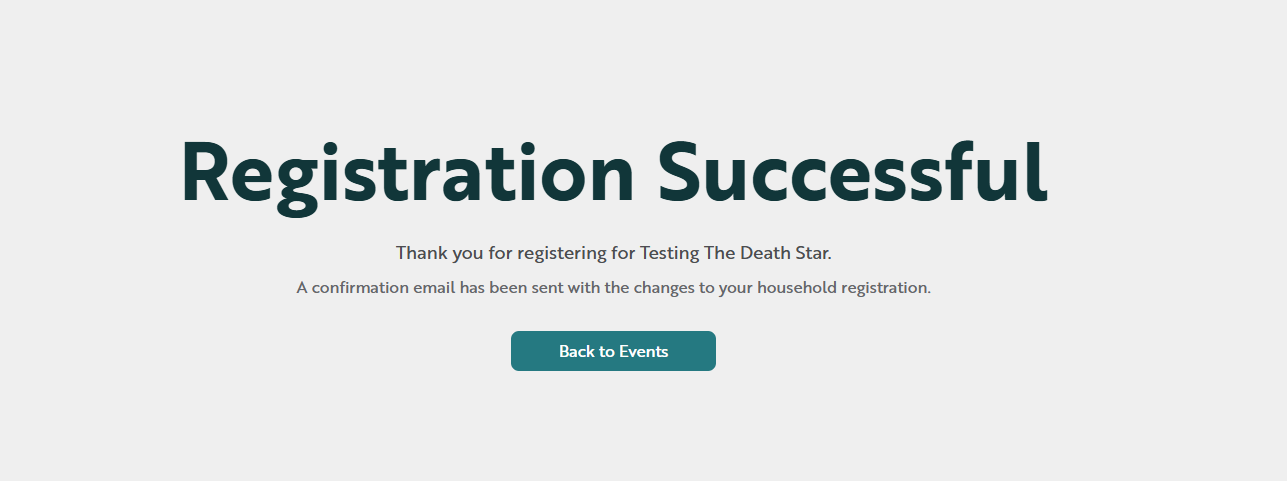 Registration Successful
Thank you for registering for Testing The Death Star.
A confirmation email has been sent with the changes to your household registration.
Back to Events